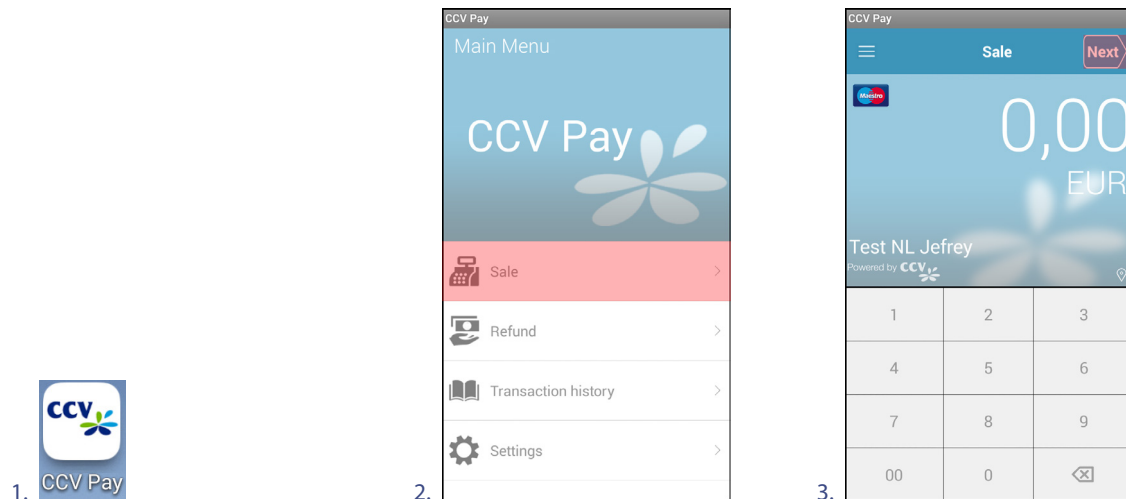 CCV
CCV Pay
1.
CCV Pay
Main Menu
CCV Pay
Sale
Refund
Transaction history
Settings
2.
CCV Pay
Sale
Next
Maestro
0,00
EUR
Test NL Jefrey
Powered by CCV
1 2 3
4 5 6
7 8 9
00 0
3.